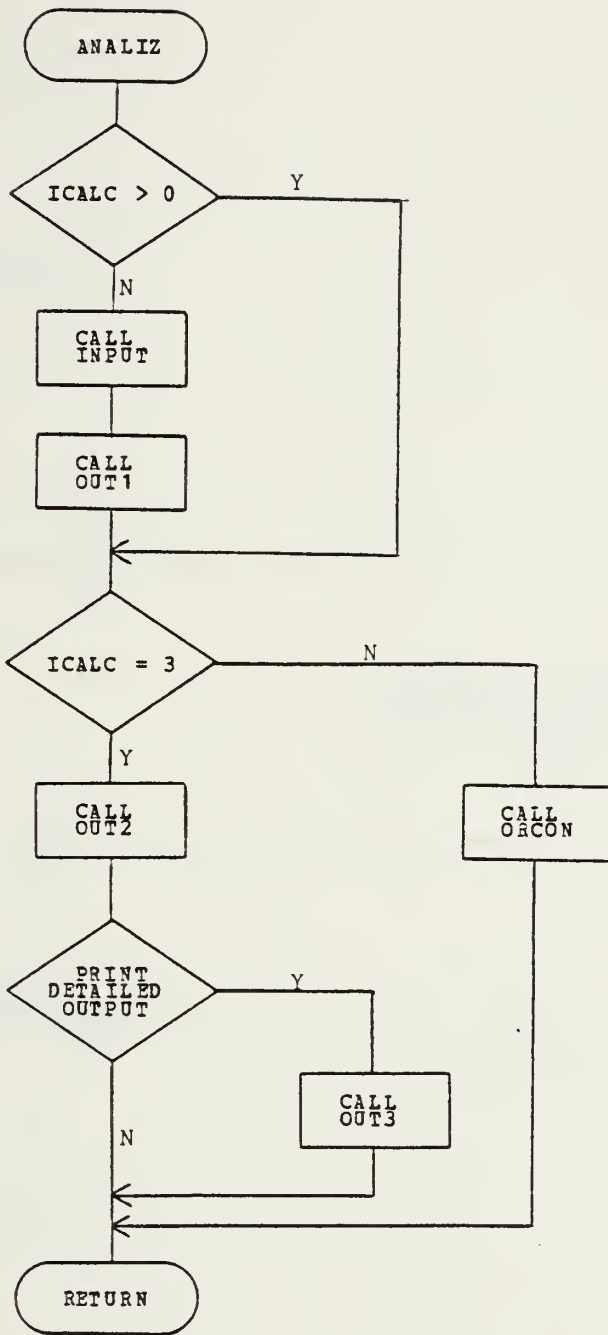 ANALIZ
ICALC > 0
Y
N
CALL
INPUT
CALL
OUT1
ICALC = 3
N
Y
CALL
OUT2
CALL
ORCON
PRINT
DETAILED
OUTPUT
Y
CALL
OUT3
N
RETURN